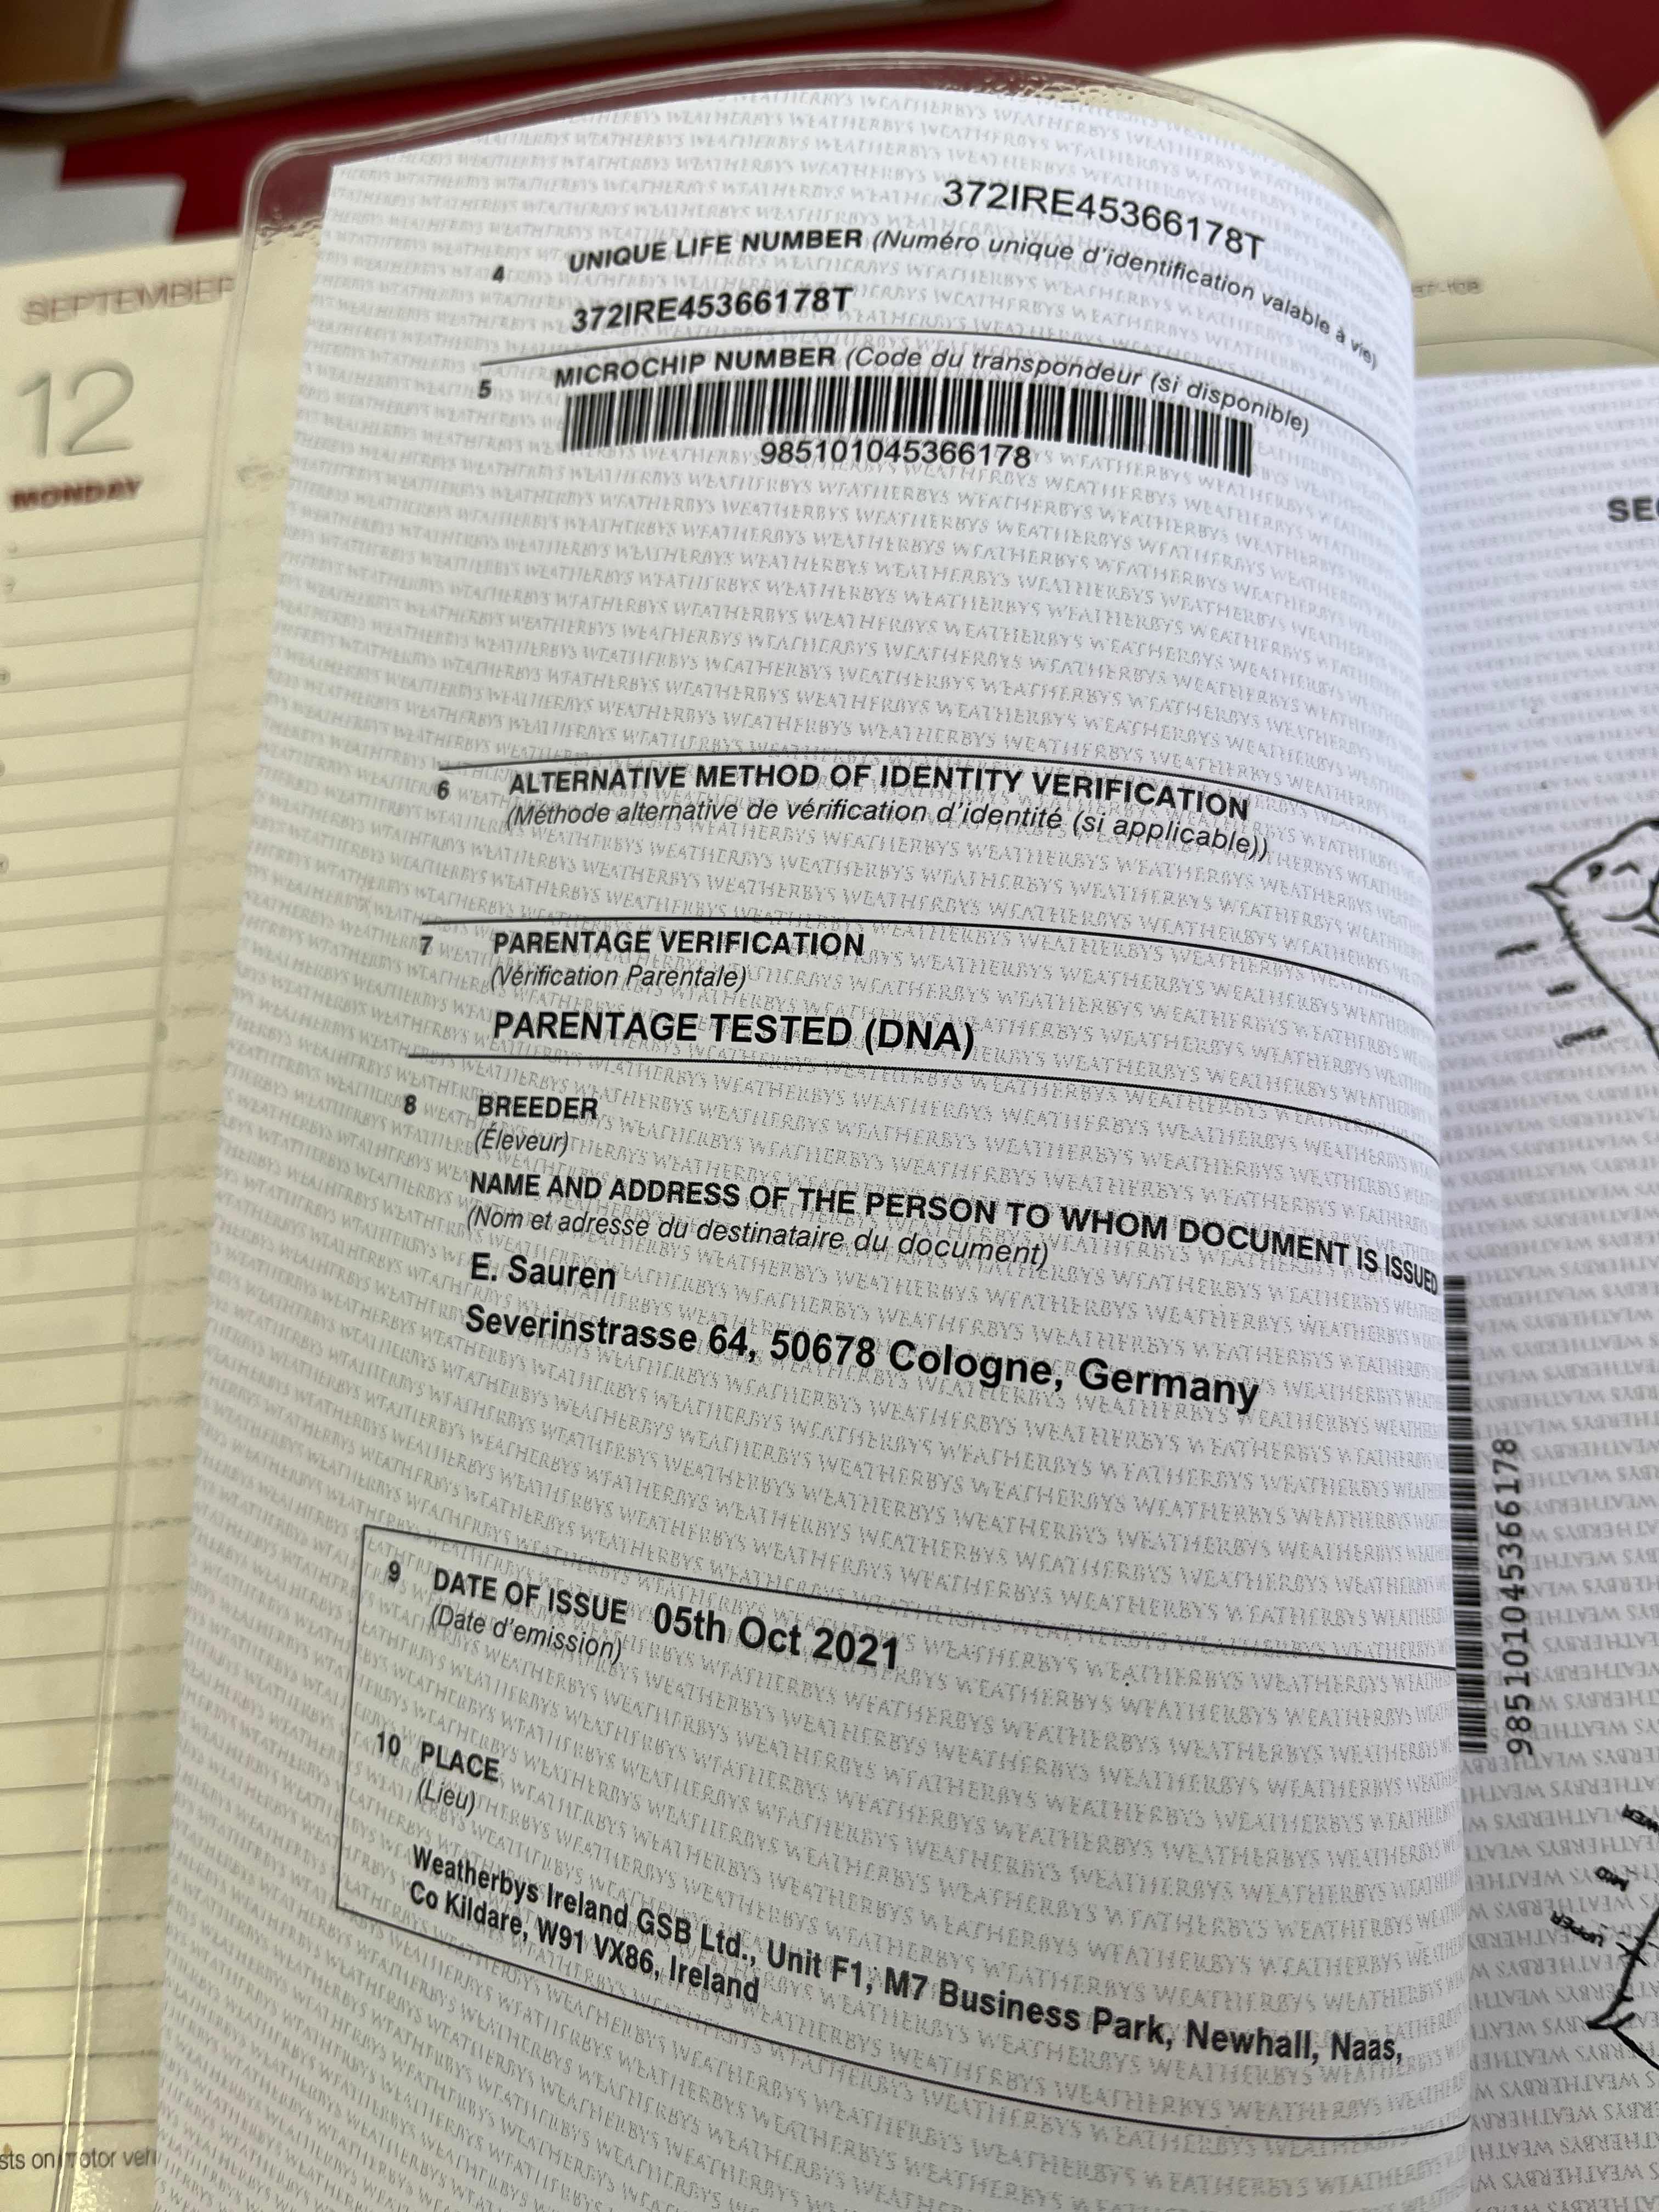 SEPTEMBER
12
MONDAY
372IRE45366178T
4 UNIQUE LIFE NUMBER (Numéro unique d'identification valable à vie)
372IRE45366178T
5 MICROCHIP NUMBER (Code du transpondeur (si disponible)
985101045366178
6 ALTERNATIVE METHOD OF IDENTITY VERIFICATION
(Méthode alternative de vérification d'identité (si applicable))
7 PARENTAGE VERIFICATION
(Vérification Parentale)
PARENTAGE TESTED (DNA)
8 BREEDER
(Éleveur)
NAME AND ADDRESS OF THE PERSON TO WHOM DOCUMENT IS ISSUED
(Nom et adresse du destinataire du document)
E. Sauren
Severinstrasse 64, 50678 Cologne, Germany
9 DATE OF ISSUE 05th Oct 2021
(Date d'emission)
10 PLACE
(Lieu)
Weatherbys Ireland GSB Ltd., Unit F1, M7 Business Park, Newhall, Naas,
Co Kildare, W91 VX86, Ireland
985101045366178
LOWER
UPPER
WEATHERBYS